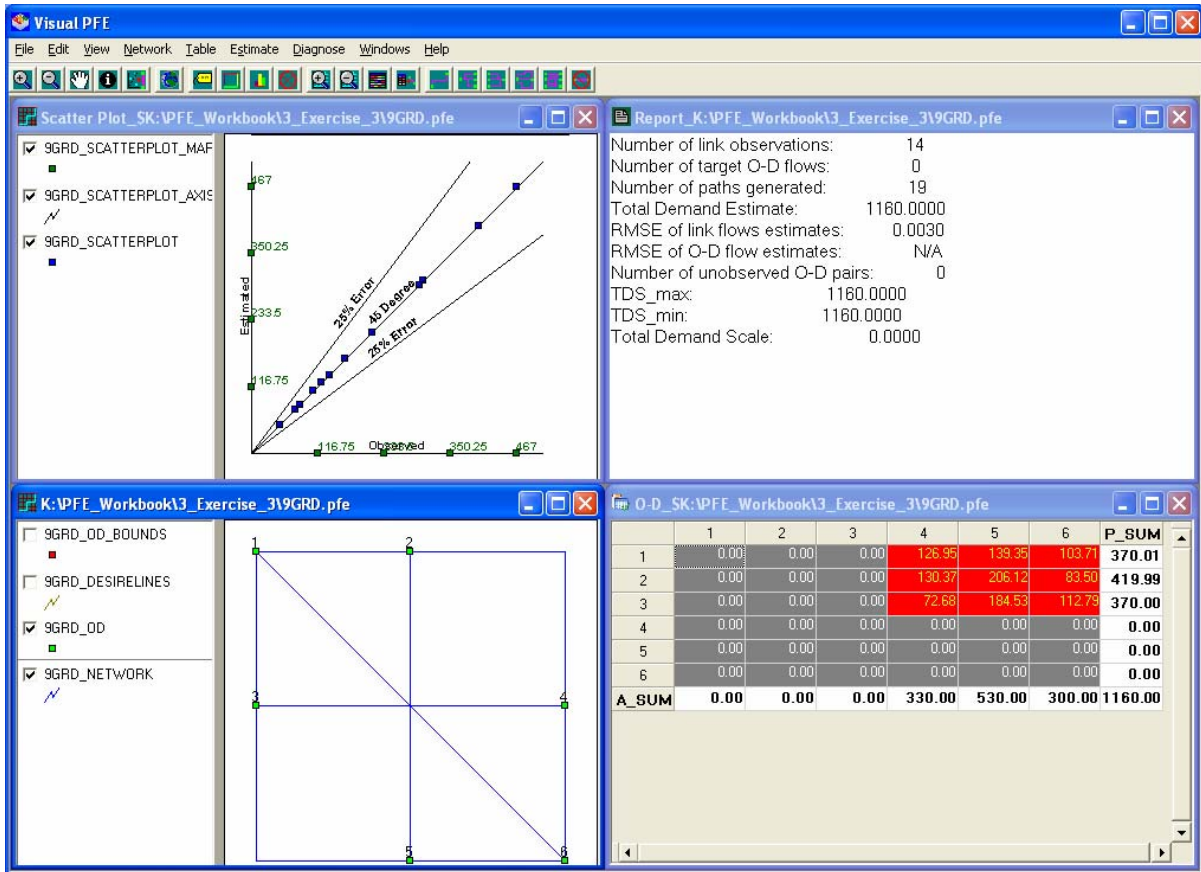 Visual PFE
File Edit View Network Table Estimate Diagnose Windows Help
Scatter Plot_$K:\PFE_Workbook\3_Exercise_3\9GRD.pfe
9GRD_SCATTERPLOT_MAF
9GRD_SCATTERPLOT_AXIS
9GRD_SCATTERPLOT
467
350.25
233.5
116.75
Estimated
25% Error
45 Degree
25% Error
116.75 Observed 350.25 467
Report_K:\PFE_Workbook\3_Exercise_3\9GRD.pfe
Number of link observations: 14
Number of target O-D flows: 0
Number of paths generated: 19
Total Demand Estimate: 1160.0000
RMSE of link flows estimates: 0.0030
RMSE of O-D flow estimates: N/A
Number of unobserved O-D pairs: 0
TDS_max: 1160.0000
TDS_min: 1160.0000
Total Demand Scale: 0.0000
K:\PFE_Workbook\3_Exercise_3\9GRD.pfe
9GRD_OD_BOUNDS
9GRD_DESIRELINES
9GRD_OD
9GRD_NETWORK
1 2
3 4
5 6
O-D_$K:\PFE_Workbook\3_Exercise_3\9GRD.pfe
1 2 3 4 5 6 P_SUM
1 0.00 0.00 0.00 126.95 139.35 103.71 370.01
2 0.00 0.00 0.00 130.37 206.12 83.50 419.99
3 0.00 0.00 0.00 72.68 184.53 112.79 370.00
4 0.00 0.00 0.00 0.00 0.00 0.00 0.00
5 0.00 0.00 0.00 0.00 0.00 0.00 0.00
6 0.00 0.00 0.00 0.00 0.00 0.00 0.00
A_SUM 0.00 0.00 0.00 330.00 530.00 300.00 1160.00